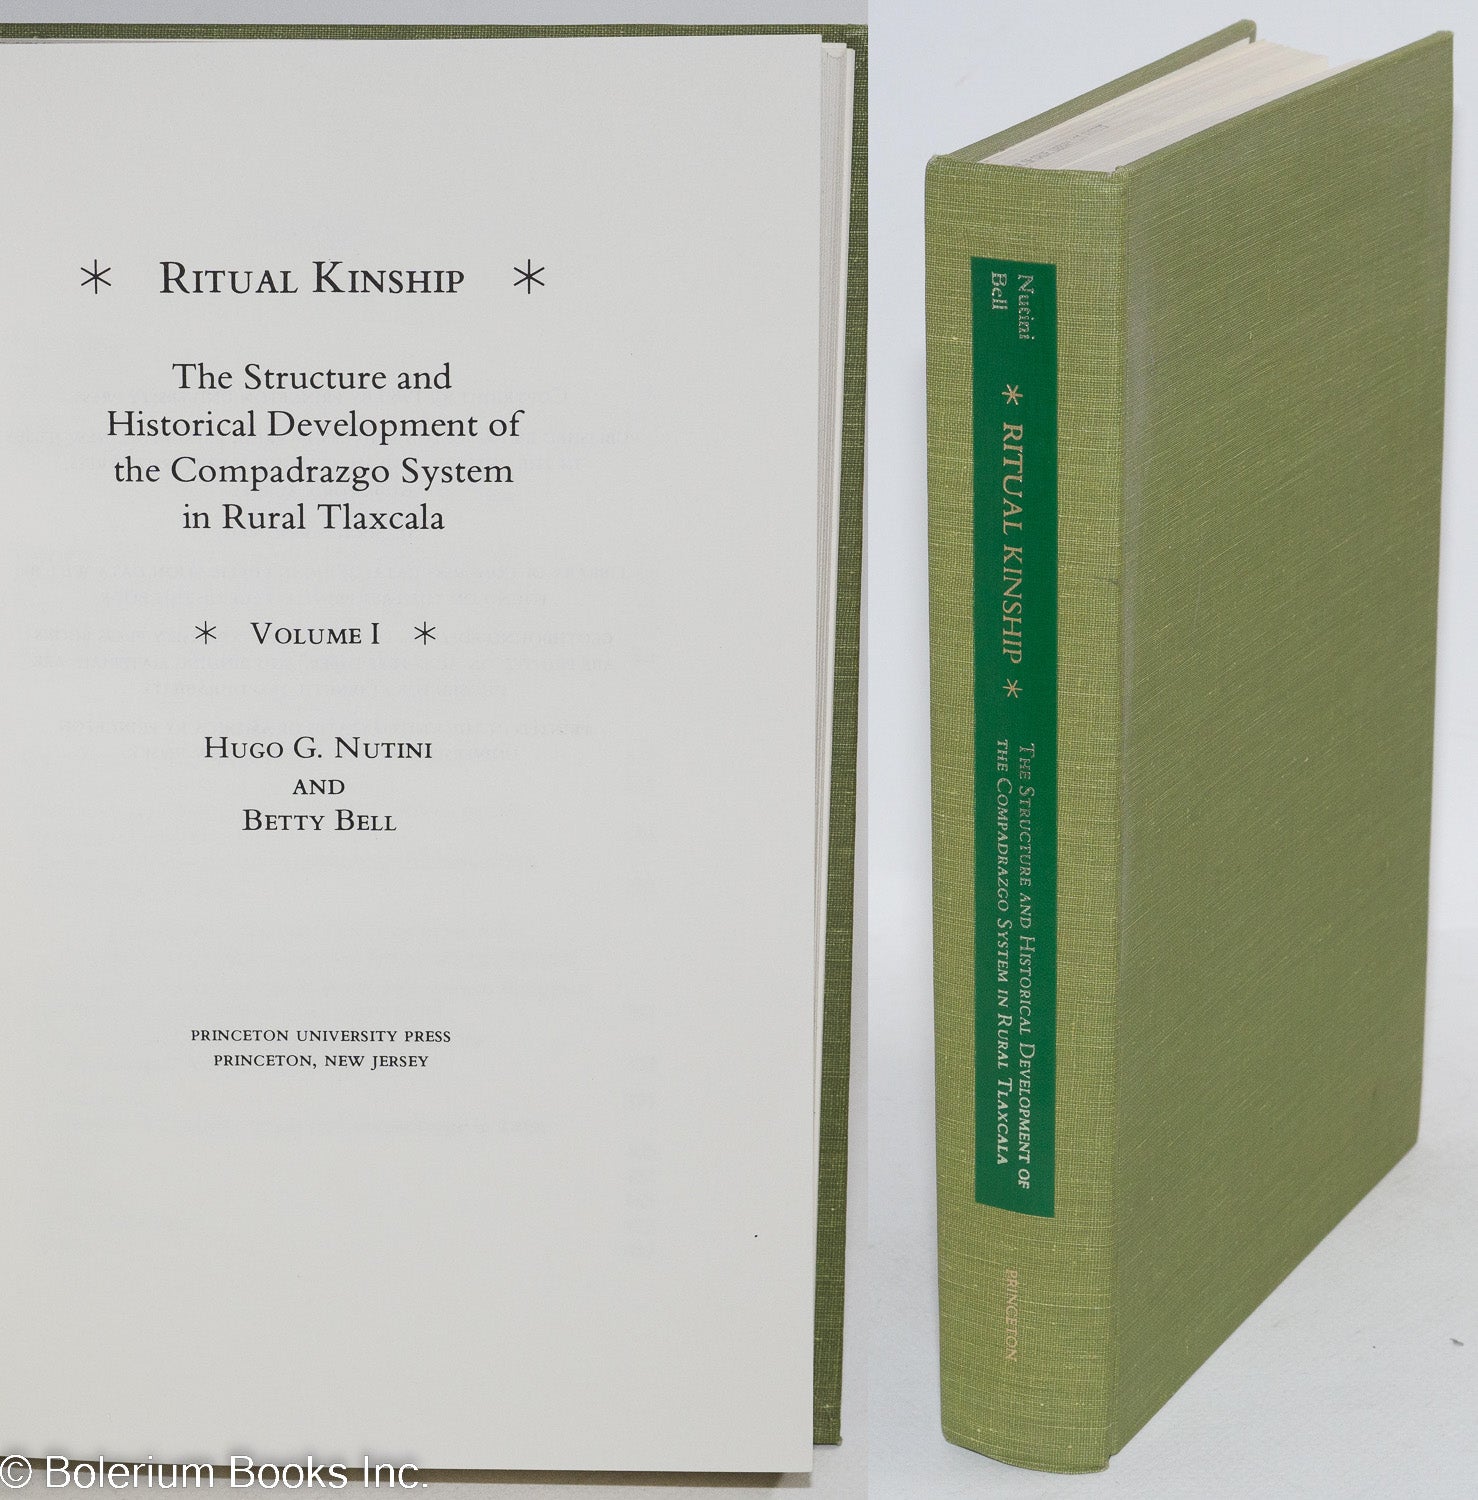 * RITUAL KINSHIP *
The Structure and
Historical Development of
the Compadrazgo System
in Rural Tlaxcala
* VOLUME I *
HUGO G. NUTINI
AND
BETTY BELL
PRINCETON UNIVERSITY PRESS
PRINCETON, NEW JERSEY
Nutini
Bell
* RITUAL KINSHIP *
THE STRUCTURE AND HISTORICAL DEVELOPMENT OF
THE COMPADRAZGO SYSTEM IN RURAL TLAXCALA
PRINCETON
© Bolerium Books Inc.